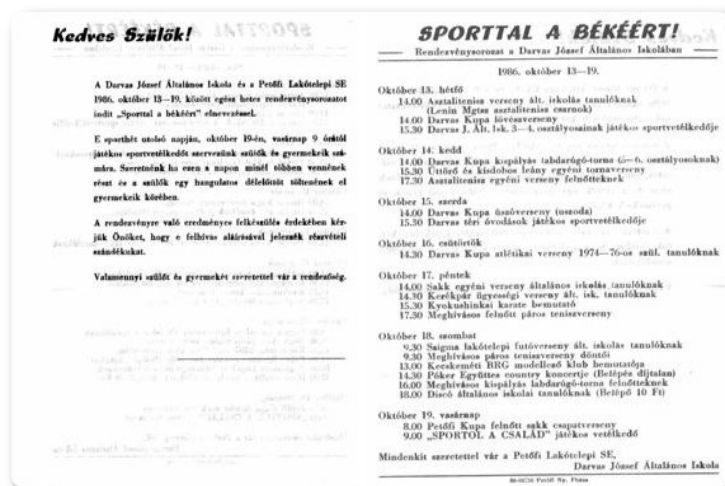 Kedves Szülők!
A Darvas József Általános Iskola és a Petőfi Lakótelepi SE
1986. október 13—19. között egész hetes rendezvénysorozatot
indít „Sporttal a békéért" elnevezéssel.
E sporthét utolsó napján, október 19-én, vasárnap 9 órától
játékos sportvetélkedőt szervezünk szülők és gyermekeik szá-
mára. Szeretnénk ha ezen a napon minél többen vennének
részt és a szülők egy hangulatos délelőttöt töltenének el
gyermekeik körében.
A rendezvényre való eredményes felkészülés érdekében kér-
jük Önöket, hogy e felhívás aláírásával jelezzék részvételi
szándékukat.
Valamennyi szülőt és gyermekét szeretettel vár a rendezőség.
SPORTTAL A BÉKÉÉRT!
Rendezvénysorozat a Darvas József Általános Iskolában
1986. október 13—19.
Október 13. hétfő
14.00 Asztalitenisz verseny ált. iskolás tanulóknak
(Lenin Mgtsz asztalitenisz csarnok)
14.00 Darvas Kupa lövészverseny
15.30 Darvas J. Ált. Isk. 3—4. osztályosainak játékos sportvetélkedője
Október 14. kedd
14.00 Darvas Kupa kispályás labdarúgó-torna (5—6. osztályosoknak)
15.30 Úttörő és kisdobos leány egyéni tornaverseny
17.30 Asztalitenisz egyéni verseny felnőtteknek
Október 15. szerda
14.00 Darvas Kupa úszóverseny (uszoda)
15.30 Darvas téri óvodások játékos sportvetélkedője
Október 16. csütörtök
14.30 Darvas Kupa atlétikai verseny 1974—76-os szül. tanulóknak
Október 17. péntek
14.00 Sakk egyéni verseny általános iskolás tanulóknak
14.30 Kerékpár ügyességi verseny ált. isk. tanulóknak
15.30 Kyokushinkai karate bemutató
17.30 Meghívásos felnőtt páros teniszverseny
Október 18. szombat
9.30 Saigma lakótelepi futóverseny ált. iskolás tanulóknak
9.30 Meghívásos páros teniszverseny döntői
13.00 Kecskeméti BRG modellező klub bemutatója
14.30 Póker Együttes country koncertje (Belépés díjtalan)
16.00 Meghívásos kispályás labdarúgó-torna felnőtteknek
18.00 Discó általános iskolai tanulóknak (Belépő 10 Ft)
Október 19. vasárnap
8.00 Petőfi Kupa felnőtt sakk csapatverseny
9.00 „SPORTOL A CSALÁD" játékos vetélkedő
Mindenkit szeretettel vár a Petőfi Lakótelepi SE,
Darvas József Általános Iskola